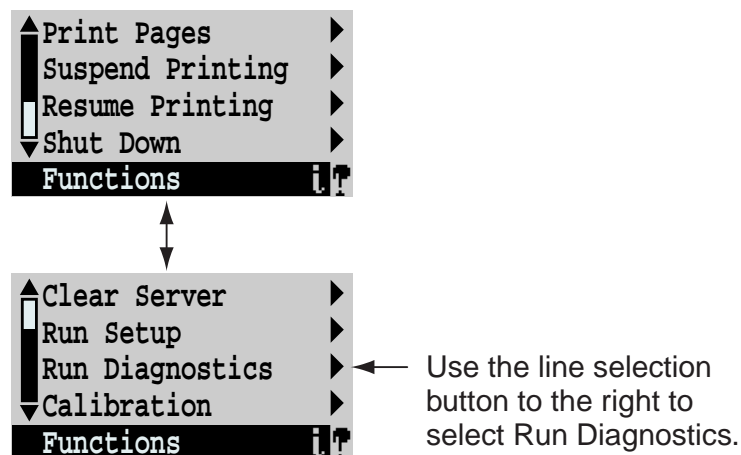 Print Pages
Suspend Printing
Resume Printing
Shut Down
Functions
Clear Server
Run Setup
Run Diagnostics
Calibration
Functions
Use the line selection
button to the right to
select Run Diagnostics.